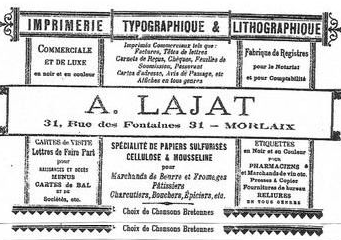 IMPRIMERIE TYPOGRAPHIQUE & LITHOGRAPHIQUE
COMMERCIALE
ET DE LUXE
en noir et en couleur
Imprimés Commerciaux tels que :
Factures, Têtes de lettres
Carnets de Reçus, Chèques, Feuilles
de Soumission, Passavant
Cartes d'adresse, Avis de Passage, etc
Affiches en tous genres
Fabrique de Registres
pour le Notariat
et pour Comptabilité
A. LAJAT
31, Rue des Fontaines 31 — MORLAIX
CARTES de VISITE
Lettres de Faire Part
pour
NAISSANCES ET DÉCÈS
MENUS
CARTES de BAL
ET DE
Sociétés, etc.
SPÉCIALITÉ DE PAPIERS SULFURISÉS
CELLULOSE & MOUSSELINE
pour
Marchands de Beurre et Fromages
Pâtissiers
Charcutiers, Bouchers, Épiciers, etc.
ETIQUETTES
en Noir et en Couleur
POUR
PHARMACIENS
et Marchands de vin etc.
Presses à Copier
Fournitures de bureau
RELIURES
EN TOUS GENRES
Choix de Chansons Bretonnes
Choix de Chansons Bretonnes